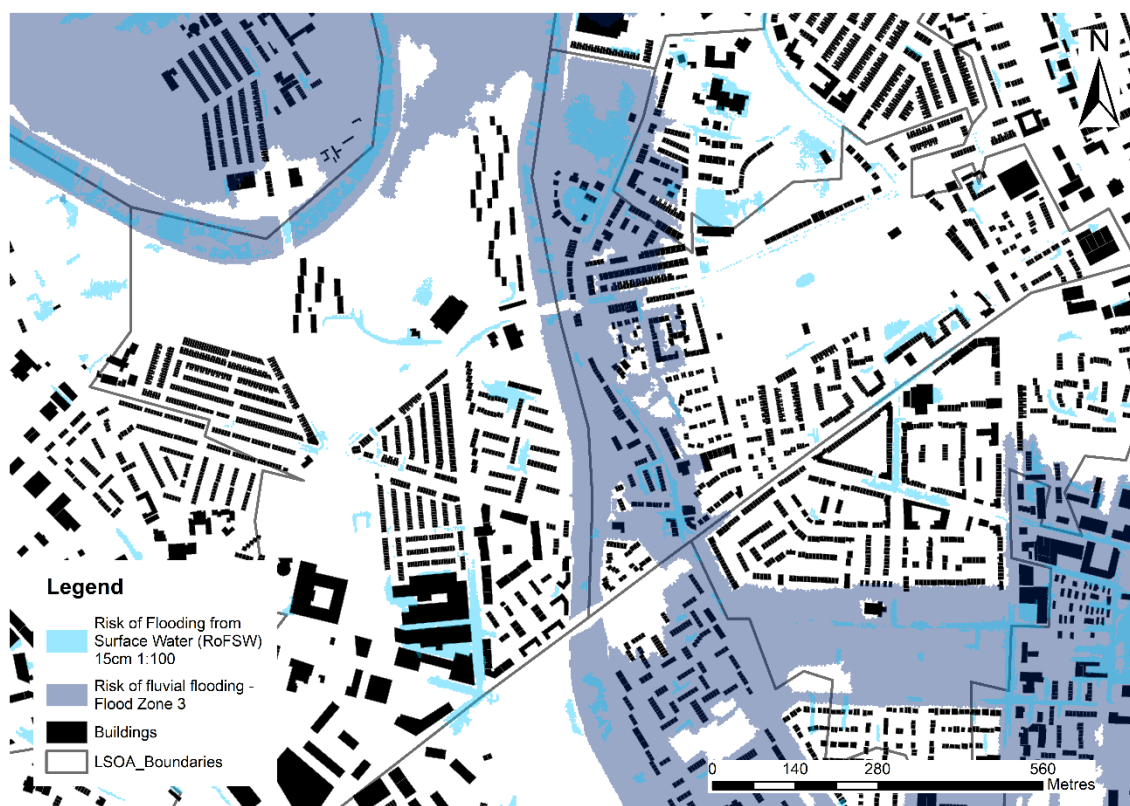 N
Legend
Risk of Flooding from
Surface Water (RoFSW)
15cm 1:100
Risk of fluvial flooding -
Flood Zone 3
Buildings
LSOA_Boundaries
0 140 280 560
Metres